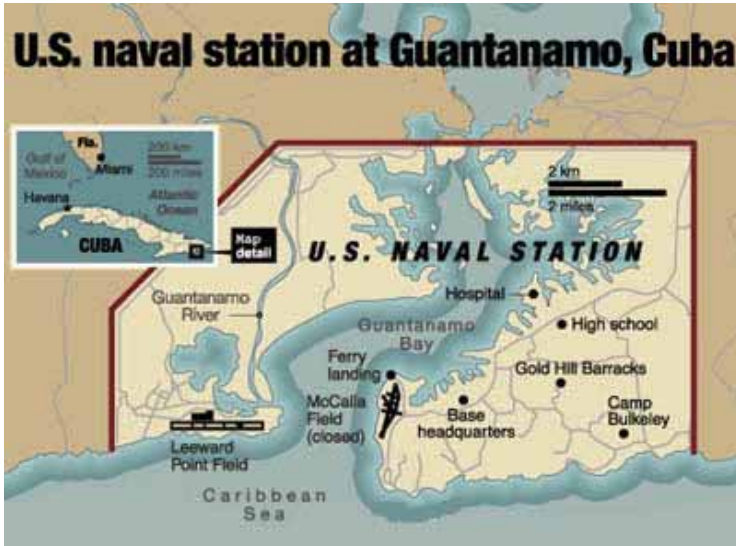 U.S. naval station at Guantanamo, Cuba
Fla.
Gulf of
Mexico
Miami
200 km
200 miles
Havana
Atlantic
Ocean
CUBA
Map
detail
2 km
2 miles
U.S. NAVAL STATION
Guantanamo
River
Hospital
Guantanamo
Bay
High school
Ferry
landing
Gold Hill Barracks
McCalla
Field
(closed)
Base
headquarters
Camp
Bulkeley
Leeward
Point Field
Caribbean
Sea